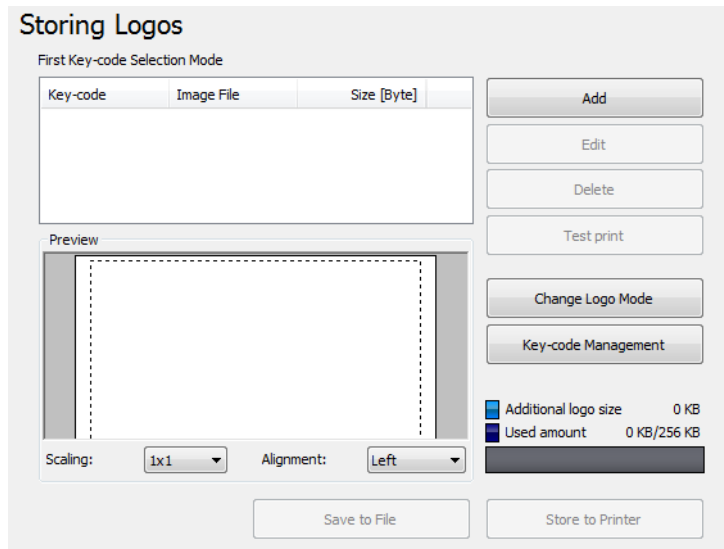 Storing Logos
First Key-code Selection Mode
Key-code Image File Size [Byte]
Add
Edit
Delete
Test print
Preview
Change Logo Mode
Key-code Management
Additional logo size 0 KB
Used amount 0 KB/256 KB
Scaling: 1x1 Alignment: Left
Save to File Store to Printer